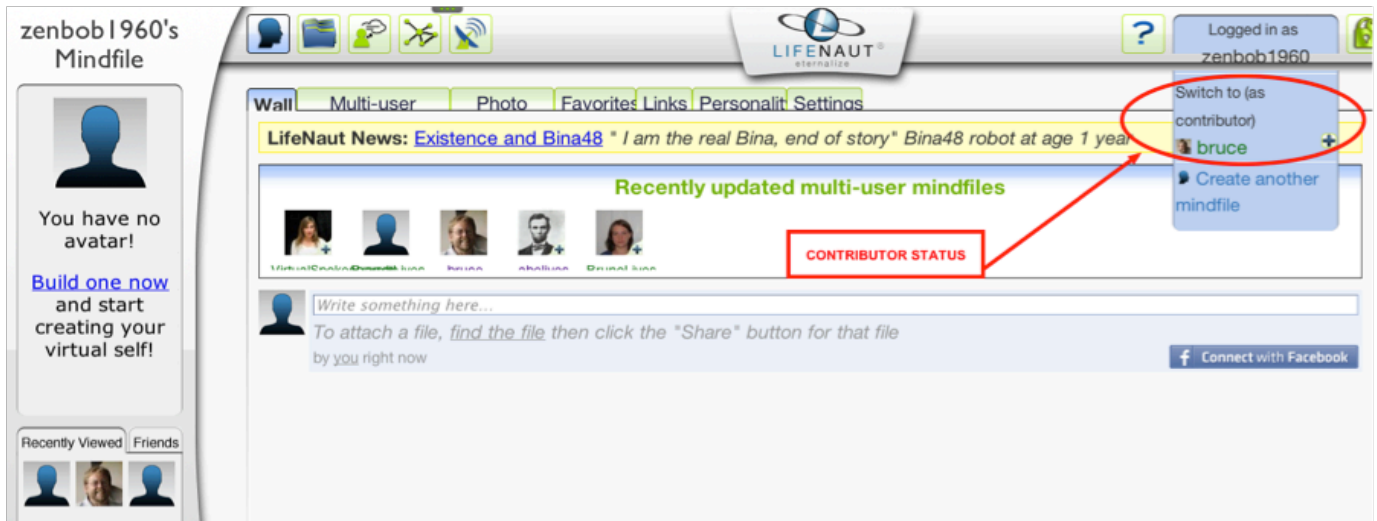 zenbob1960's
Mindfile
LIFENAUT®
eternalize
?
Logged in as
zenbob1960
Switch to (as
contributor)
bruce
Create another
mindfile
Wall Multi-user Photo Favorites Links Personalit Settings
LifeNaut News: Existence and Bina48 " I am the real Bina, end of story" Bina48 robot at age 1 year
Recently updated multi-user mindfiles
bruce abelives BrunoLives
CONTRIBUTOR STATUS
You have no
avatar!
Build one now
and start
creating your
virtual self!
Write something here...
To attach a file, find the file then click the "Share" button for that file
by you right now
f Connect with Facebook
Recently Viewed Friends